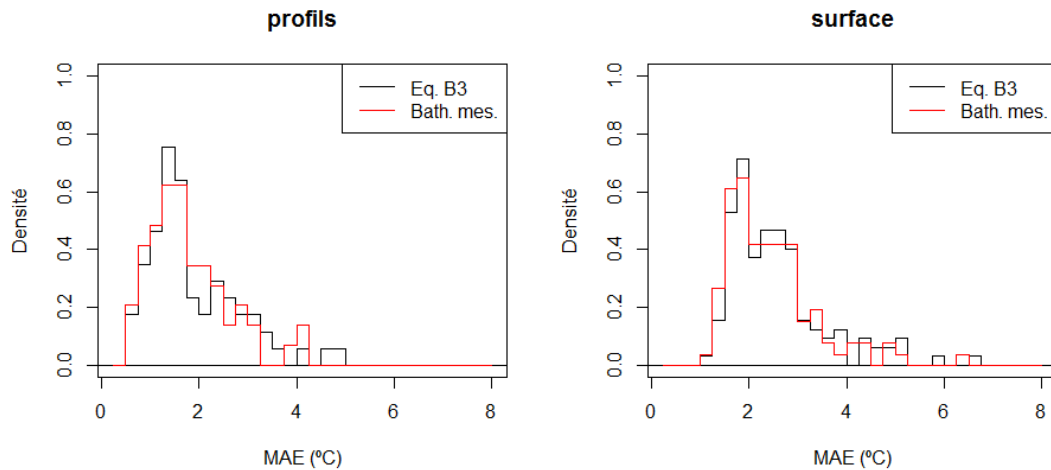 profils
Densité
0.0 0.2 0.4 0.6 0.8 1.0
Eq. B3
Bath. mes.
0 2 4 6 8
MAE (ºC)
surface
Densité
0.0 0.2 0.4 0.6 0.8 1.0
Eq. B3
Bath. mes.
0 2 4 6 8
MAE (ºC)